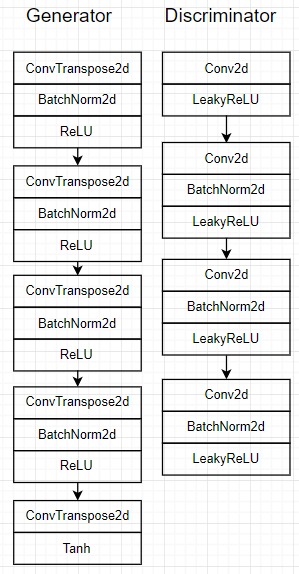 Generator
ConvTranspose2d
BatchNorm2d
ReLU
ConvTranspose2d
BatchNorm2d
ReLU
ConvTranspose2d
BatchNorm2d
ReLU
ConvTranspose2d
BatchNorm2d
ReLU
ConvTranspose2d
Tanh
Discriminator
Conv2d
LeakyReLU
Conv2d
BatchNorm2d
LeakyReLU
Conv2d
BatchNorm2d
LeakyReLU
Conv2d
BatchNorm2d
LeakyReLU